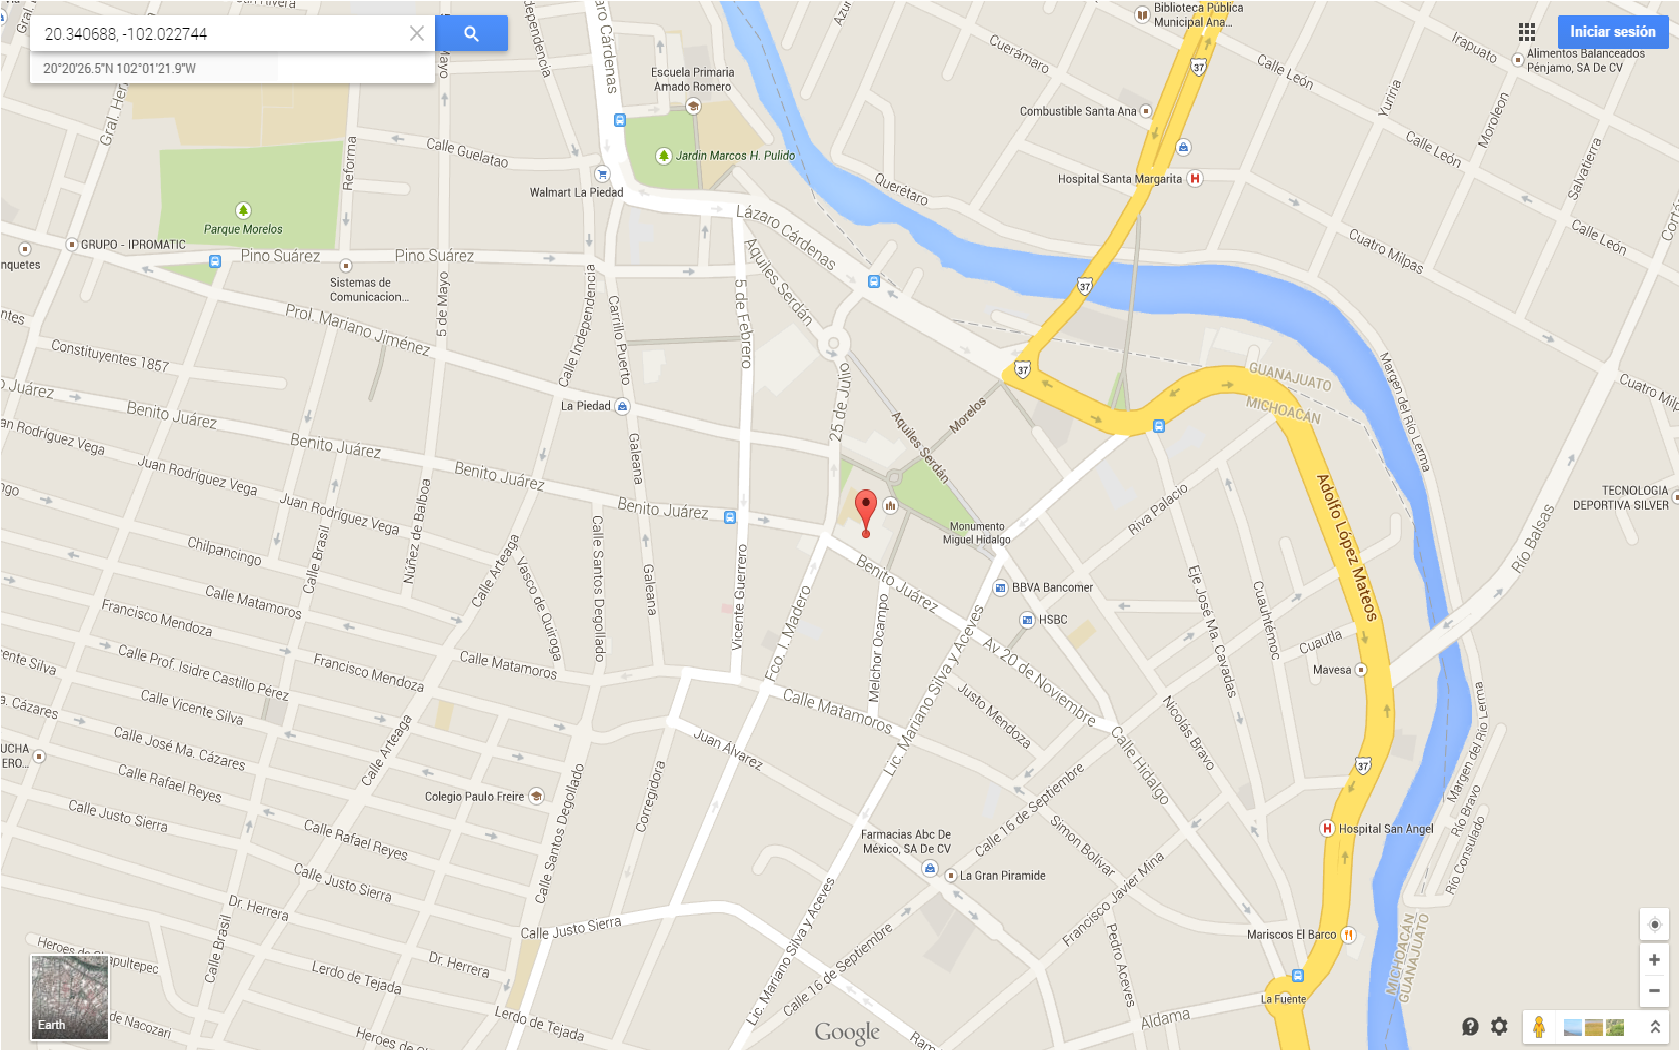 20.340688, -102.022744
20°20'26.5"N 102°01'21.9"W
Iniciar sesión
Biblioteca Pública
Municipal Ana...
37
Alimentos Balanceados
Pénjamo, SA De CV
Irapuato
Calle León
Cuerámaro
Yuriria
Moroleon
Salvatierra
Combustible Santa Ana
Calle León
Hospital Santa Margarita
Querétaro
Cuatro Milpas
Calle León
Escuela Primaria
Amado Romero
Jardin Marcos H. Pulido
Walmart La Piedad
Lázaro Cárdenas
Calle Guelatao
Reforma
Parque Morelos
GRUPO - IPROMATIC
Pino Suárez
Pino Suárez
Sistemas de
Comunicacion...
5 de Mayo
Prol. Mariano Jiménez
Constituyentes 1857
Calle Independencia
Carrillo Puerto
5 de Febrero
Aquiles Serdán
37
37
GUANAJUATO
MICHOACÁN
Margen del Río Lerma
Benito Juárez
Benito Juárez
Benito Juárez
Benito Juárez
Juan Rodríguez Vega
Juan Rodríguez Vega
La Piedad
Galeana
25 de Julio
Aquiles Serdán
Morelos
Monumento
Miguel Hidalgo
Riva Palacio
Adolfo López Mateos
TECNOLOGIA
DEPORTIVA SILVER
Río Balsas
Chilpancingo
Calle Brasil
Núñez de Balboa
Calle Arteaga
Vasco de Quiroga
Calle Santos Degollado
Galeana
Vicente Guerrero
Fco. I. Madero
Benito Juárez
Melchor Ocampo
BBVA Bancomer
HSBC
Eje José Ma. Cavadas
Cuauhtémoc
Cuautla
Mavesa
Calle Matamoros
Francisco Mendoza
Calle Prof. Isidre Castillo Pérez
Francisco Mendoza
Calle Matamoros
Calle Vicente Silva
Calle José Ma. Cázares
Calle Rafael Reyes
Calle Justo Sierra
Calle Arteaga
Calle Matamoros
Lic. Mariano Silva y Aceves
Av. 20 de Noviembre
Justo Mendoza
Nicolás Bravo
Calle Hidalgo
Juan Álvarez
Corregidora
Colegio Paulo Freire
Calle Rafael Reyes
Calle Justo Sierra
Calle Santos Degollado
Farmacias Abc De
México, SA De CV
La Gran Piramide
Calle 16 de Septiembre
Simon Bolivar
Francisco Javier Mina
37
Hospital San Angel
Margen del Río Lerma
Río Bravo
Río Consulado
Dr. Herrera
Dr. Herrera
Calle Brasil
Lerdo de Tejada
Lerdo de Tejada
Calle Justo Sierra
Lic. Mariano Silva y Aceves
Calle 16 de Septiembre
Pedro Aceves
Mariscos El Barco
La Fuente
Aldama
MICHOACÁN
GUANAJUATO
Earth
Google